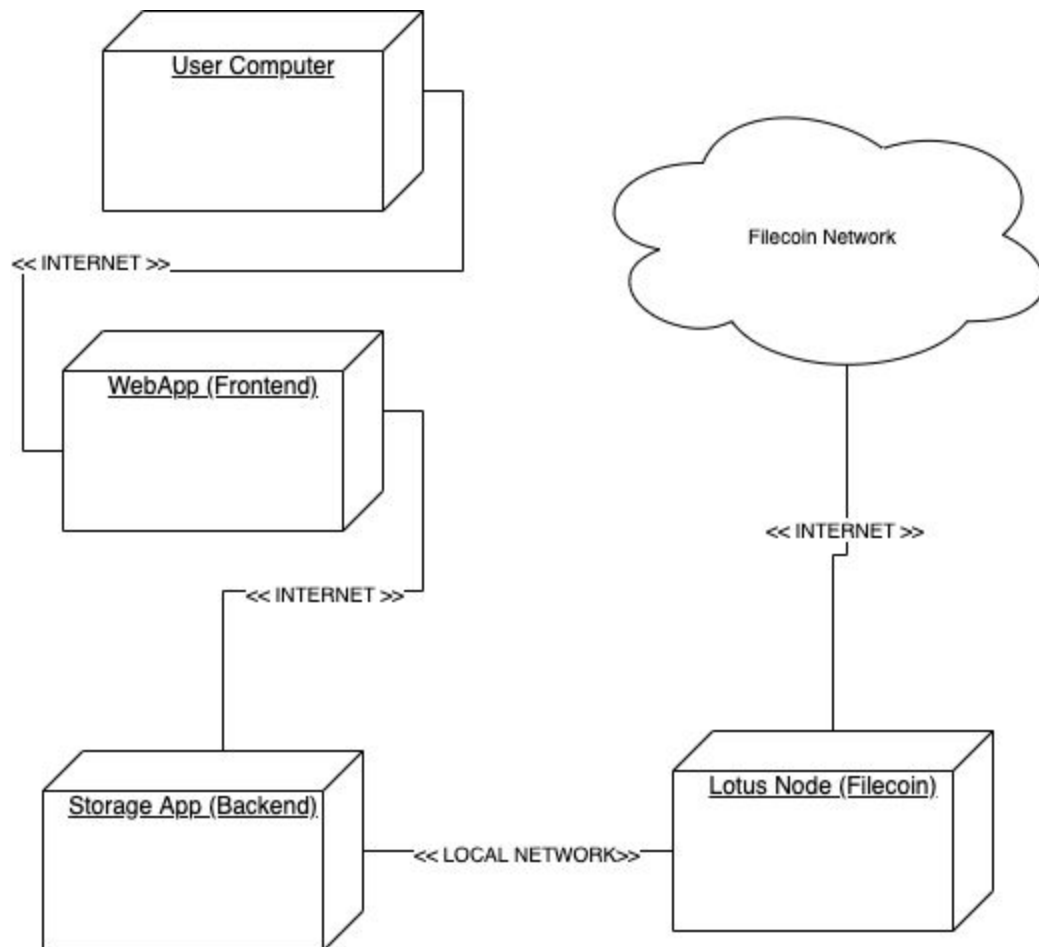 User Computer
Filecoin Network
<< INTERNET >>
WebApp (Frontend)
<< INTERNET >>
<< INTERNET >>
Storage App (Backend)
Lotus Node (Filecoin)
<< LOCAL NETWORK>>